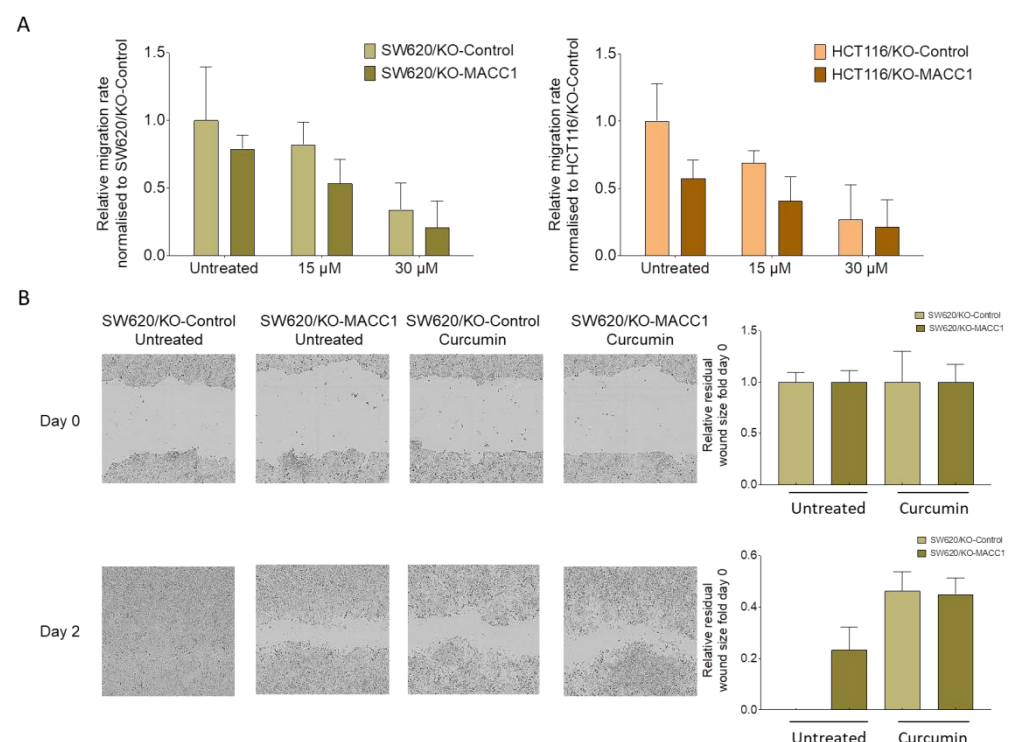 A
Relative migration rate
normalised to SW620/KO-Control
1.5
1.0
0.5
0.0
SW620/KO-Control
SW620/KO-MACC1
Untreated
15 µM
30 µM
Relative migration rate
normalised to HCT116/KO-Control
1.5
1.0
0.5
0.0
HCT116/KO-Control
HCT116/KO-MACC1
Untreated
15 µM
30 µM
B
SW620/KO-Control
Untreated
SW620/KO-MACC1
Untreated
SW620/KO-Control
Curcumin
SW620/KO-MACC1
Curcumin
Day 0
Relative residual
wound size fold day 0
1.5
1.0
0.5
0.0
SW620/KO-Control
SW620/KO-MACC1
Untreated
Curcumin
Day 2
Relative residual
wound size fold day 0
0.6
0.4
0.2
0.0
SW620/KO-Control
SW620/KO-MACC1
Untreated
Curcumin